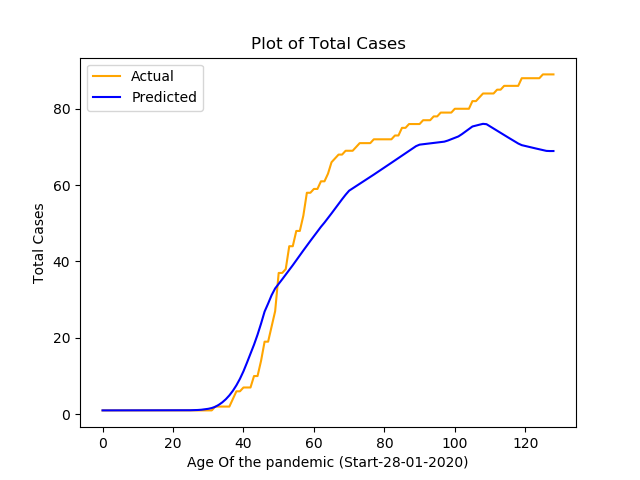 Plot of Total Cases
Actual
Predicted
Total Cases
80
60
40
20
0
0 20 40 60 80 100 120
Age Of the pandemic (Start-28-01-2020)